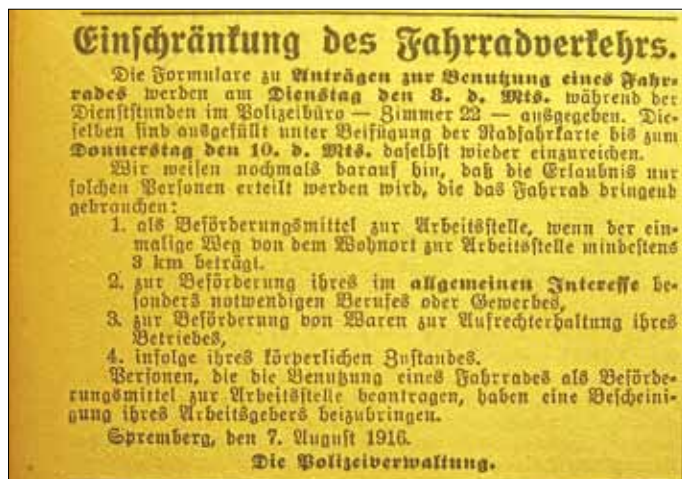 Einschränkung des Fahrradverkehrs.
Die Formulare zu Anträgen zur Benutzung eines Fahr-
rades werden am Dienstag den 8. d. Mts. während der
Dienststunden im Polizeibüro — Zimmer 22 — ausgegeben. Die-
selben sind ausgefüllt unter Beifügung der Radfahrkarte bis zum
Donnerstag den 10. d. Mts. daselbst wieder einzureichen.
Wir weisen nochmals darauf hin, daß die Erlaubnis nur
solchen Personen erteilt werden wird, die das Fahrrad dringend
gebrauchen:
1. als Beförderungsmittel zur Arbeitsstelle, wenn der ein-
malige Weg von dem Wohnort zur Arbeitsstelle mindestens
3 km beträgt.
2. zur Beförderung ihres im allgemeinen Interesse be-
sonders notwendigen Berufes oder Gewerbes,
3. zur Beförderung von Waren zur Aufrechterhaltung ihres
Betriebes,
4. infolge ihres körperlichen Zustandes.
Personen, die die Benutzung eines Fahrrades als Beförde-
rungsmittel zur Arbeitsstelle beantragen, haben eine Bescheini-
gung ihres Arbeitsgebers beizubringen.
Spremberg, den 7. August 1916.
Die Polizeiverwaltung.